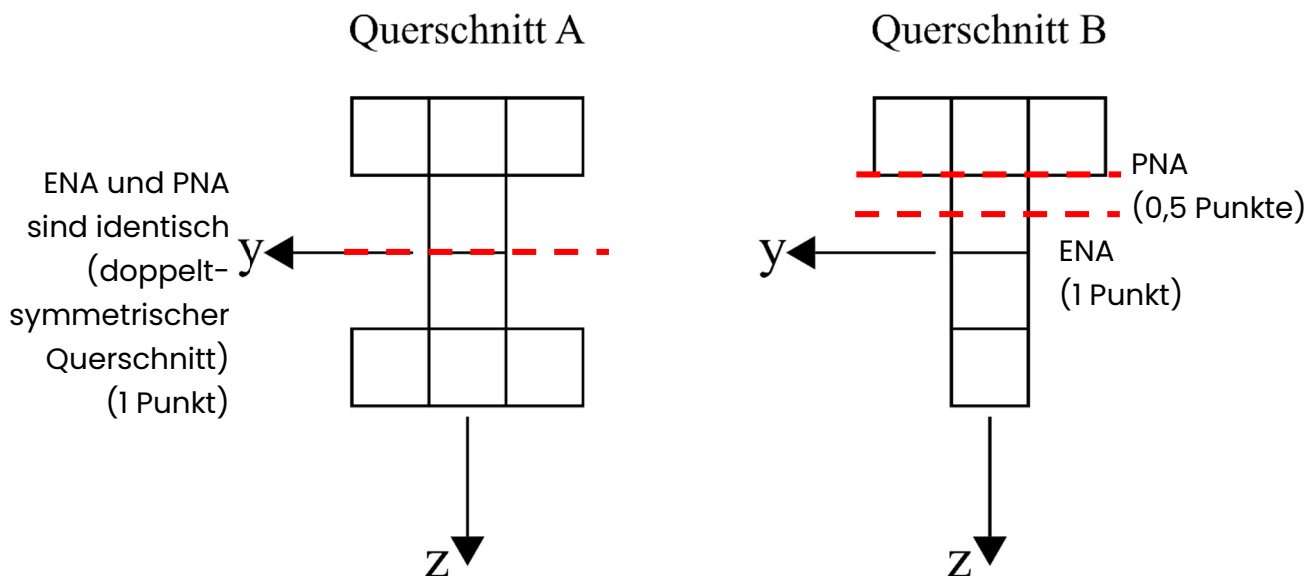 Querschnitt A
ENA und PNA
sind identisch
(doppelt-
symmetrischer
Querschnitt)
(1 Punkt)
y
z
Querschnitt B
PNA
(0,5 Punkte)
y
ENA
(1 Punkt)
z